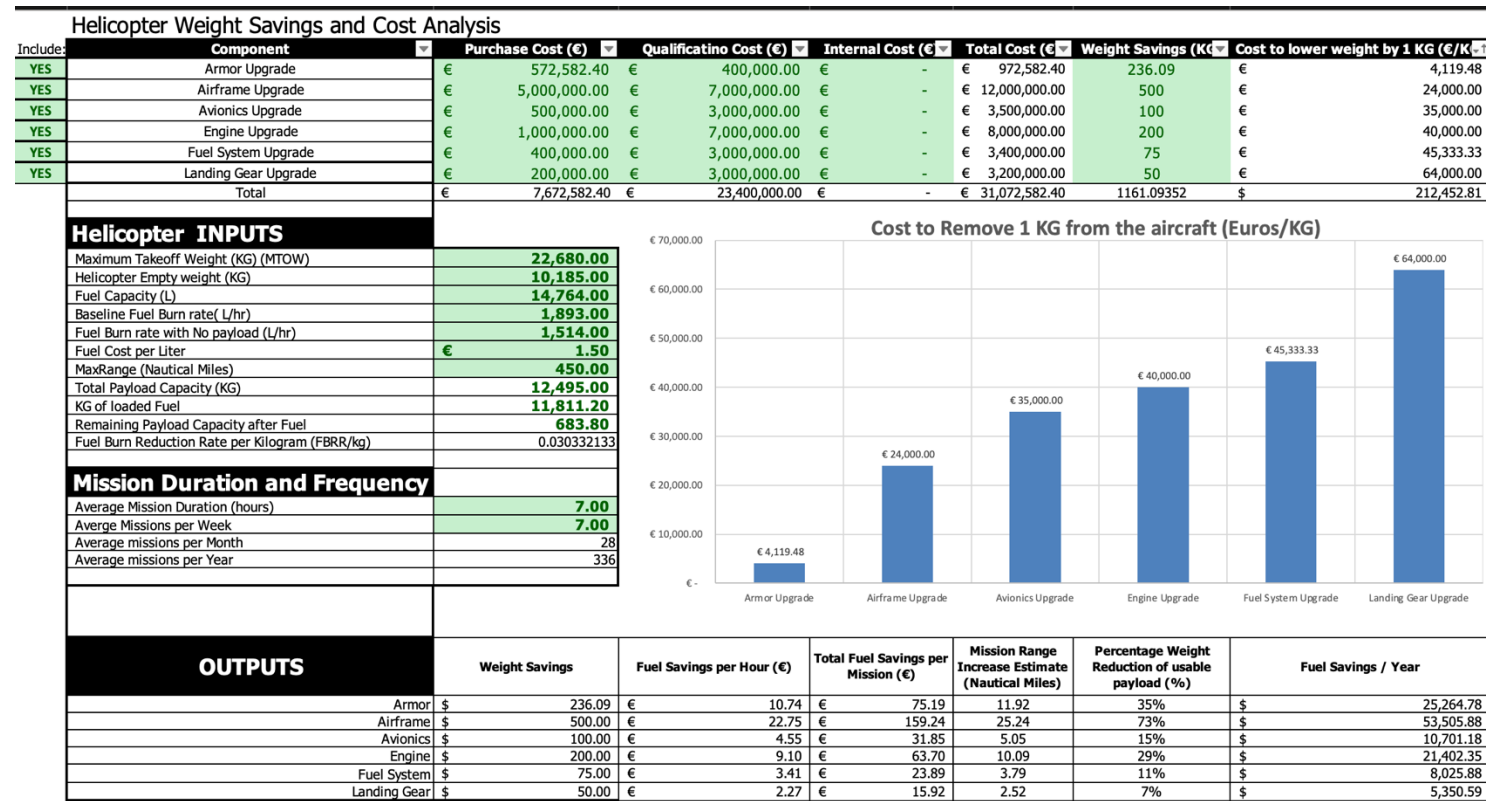 Helicopter Weight Savings and Cost Analysis
Include: Component Purchase Cost (€) Qualificatino Cost (€) Internal Cost (€ Total Cost (€ Weight Savings (KG Cost to lower weight by 1 KG (€/K
YES Armor Upgrade € 572,582.40 € 400,000.00 € - € 972,582.40 236.09 € 4,119.48
YES Airframe Upgrade € 5,000,000.00 € 7,000,000.00 € - € 12,000,000.00 500 € 24,000.00
YES Avionics Upgrade € 500,000.00 € 3,000,000.00 € - € 3,500,000.00 100 € 35,000.00
YES Engine Upgrade € 1,000,000.00 € 7,000,000.00 € - € 8,000,000.00 200 € 40,000.00
YES Fuel System Upgrade € 400,000.00 € 3,000,000.00 € - € 3,400,000.00 75 € 45,333.33
YES Landing Gear Upgrade € 200,000.00 € 3,000,000.00 € - € 3,200,000.00 50 € 64,000.00
Total € 7,672,582.40 € 23,400,000.00 € - € 31,072,582.40 1161.09352 $ 212,452.81
Helicopter INPUTS
Maximum Takeoff Weight (KG) (MTOW) 22,680.00
Helicopter Empty weight (KG) 10,185.00
Fuel Capacity (L) 14,764.00
Baseline Fuel Burn rate( L/hr) 1,893.00
Fuel Burn rate with No payload (L/hr) 1,514.00
Fuel Cost per Liter € 1.50
MaxRange (Nautical Miles) 450.00
Total Payload Capacity (KG) 12,495.00
KG of loaded Fuel 11,811.20
Remaining Payload Capacity after Fuel 683.80
Fuel Burn Reduction Rate per Kilogram (FBRR/kg) 0.030332133
Mission Duration and Frequency
Average Mission Duration (hours) 7.00
Averge Missions per Week 7.00
Average missions per Month 28
Average missions per Year 336
Cost to Remove 1 KG from the aircraft (Euros/KG)
€ 70,000.00
€ 60,000.00
€ 50,000.00
€ 40,000.00
€ 30,000.00
€ 20,000.00
€ 10,000.00
€ -
€ 4,119.48
€ 24,000.00
€ 35,000.00
€ 40,000.00
€ 45,333.33
€ 64,000.00
Armor Upgrade Airframe Upgrade Avionics Upgrade Engine Upgrade Fuel System Upgrade Landing Gear Upgrade
OUTPUTS
Weight Savings
Fuel Savings per Hour (€)
Total Fuel Savings per
Mission (€)
Mission Range
Increase Estimate
(Nautical Miles)
Percentage Weight
Reduction of usable
payload (%)
Fuel Savings / Year
Armor $ 236.09 € 10.74 € 75.19 11.92 35% $ 25,264.78
Airframe $ 500.00 € 22.75 € 159.24 25.24 73% $ 53,505.88
Avionics $ 100.00 € 4.55 € 31.85 5.05 15% $ 10,701.18
Engine $ 200.00 € 9.10 € 63.70 10.09 29% $ 21,402.35
Fuel System $ 75.00 € 3.41 € 23.89 3.79 11% $ 8,025.88
Landing Gear $ 50.00 € 2.27 € 15.92 2.52 7% $ 5,350.59